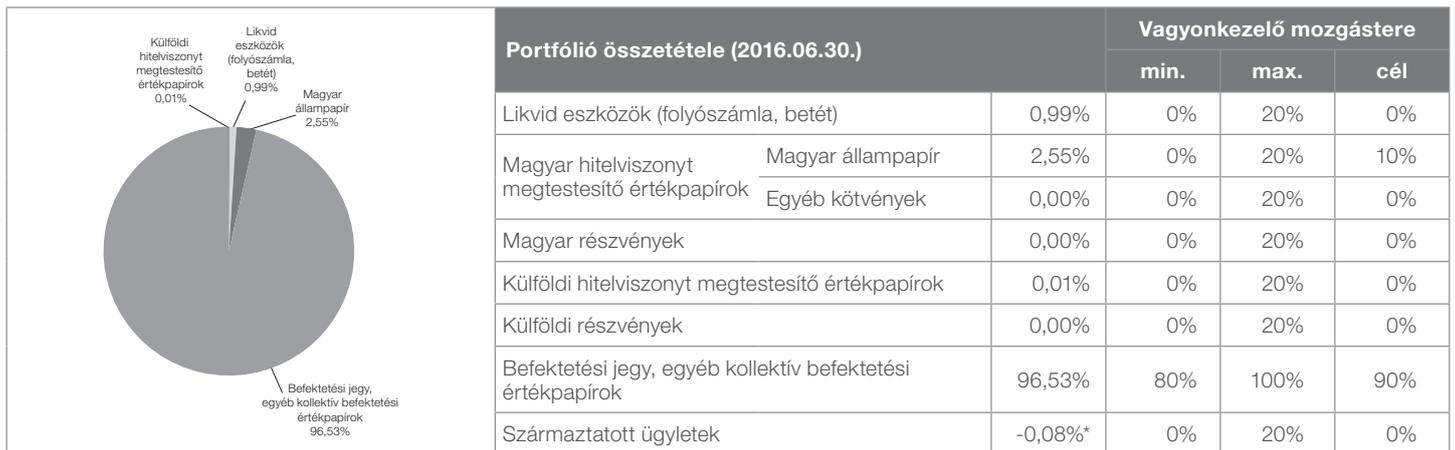 Külföldi
hitelviszonyt
megtestesítő
értékpapírok
0,01%
Likvid
eszközök
(folyószámla,
betét)
0,99%
Magyar
állampapír
2,55%
Befektetési jegy,
egyéb kollektív befektetési
értékpapírok
96,53%
Portfólió összetétele (2016.06.30.) Vagyonkezelő mozgástere
min. max. cél
Likvid eszközök (folyószámla, betét) 0,99% 0% 20% 0%
Magyar hitelviszonyt
megtestesítő értékpapírok
Magyar állampapír 2,55% 0% 20% 10%
Egyéb kötvények 0,00% 0% 20% 0%
Magyar részvények 0,00% 0% 20% 0%
Külföldi hitelviszonyt megtestesítő értékpapírok 0,01% 0% 20% 0%
Külföldi részvények 0,00% 0% 20% 0%
Befektetési jegy, egyéb kollektív befektetési
értékpapírok 96,53% 80% 100% 90%
Származtatott ügyletek -0,08%* 0% 20% 0%